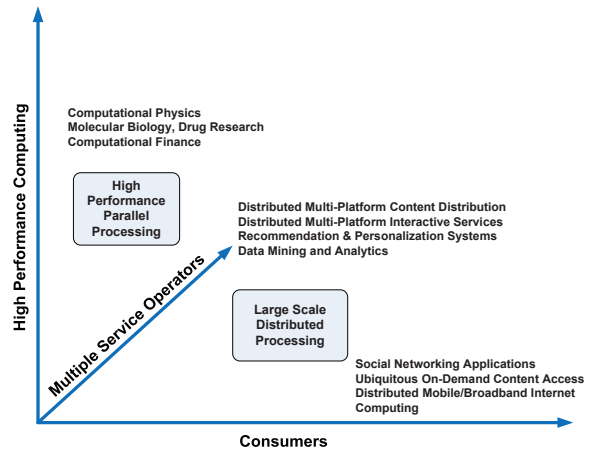 High Performance Computing
Computational Physics
Molecular Biology, Drug Research
Computational Finance
High
Performance
Parallel
Processing
Multiple Service Operators
Distributed Multi-Platform Content Distribution
Distributed Multi-Platform Interactive Services
Recommendation & Personalization Systems
Data Mining and Analytics
Large Scale
Distributed
Processing
Social Networking Applications
Ubiquitous On-Demand Content Access
Distributed Mobile/Broadband Internet
Computing
Consumers